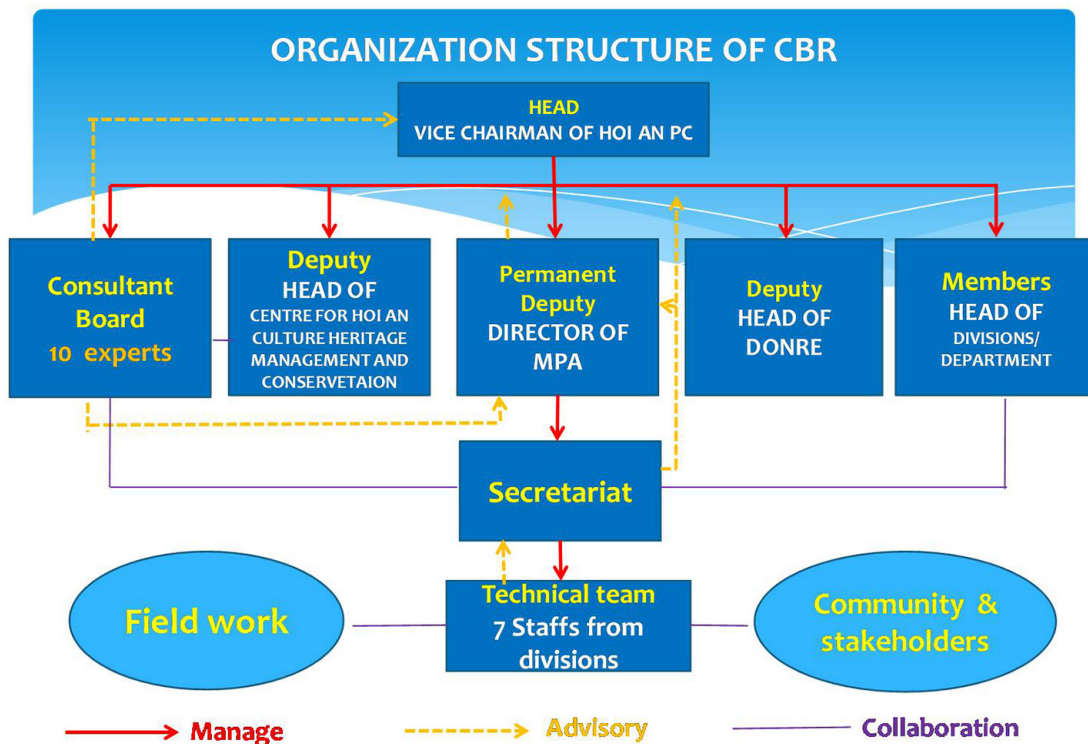 ORGANIZATION STRUCTURE OF CBR
HEAD
VICE CHAIRMAN OF HOI AN PC
Consultant
Board
10 experts
Deputy
HEAD OF
CENTRE FOR HOI AN
CULTURE HERITAGE
MANAGEMENT AND
CONSERVETAION
Permanent
Deputy
DIRECTOR OF
MPA
Deputy
HEAD OF
DONRE
Members
HEAD OF
DIVISIONS/
DEPARTMENT
Secretariat
Field work
Technical team
7 Staffs from
divisions
Community &
stakeholders
Manage
Advisory
Collaboration